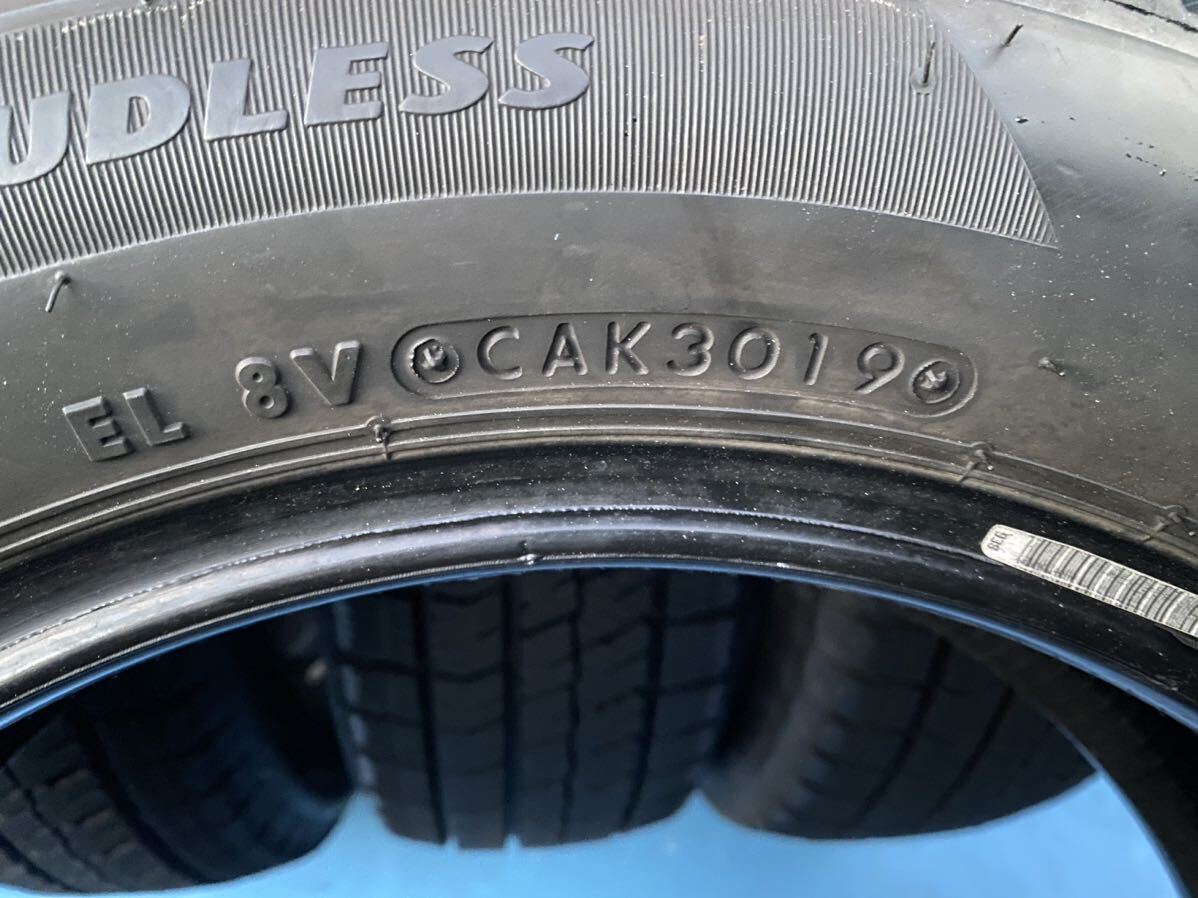 UDLESS
EL 8V CAK3019